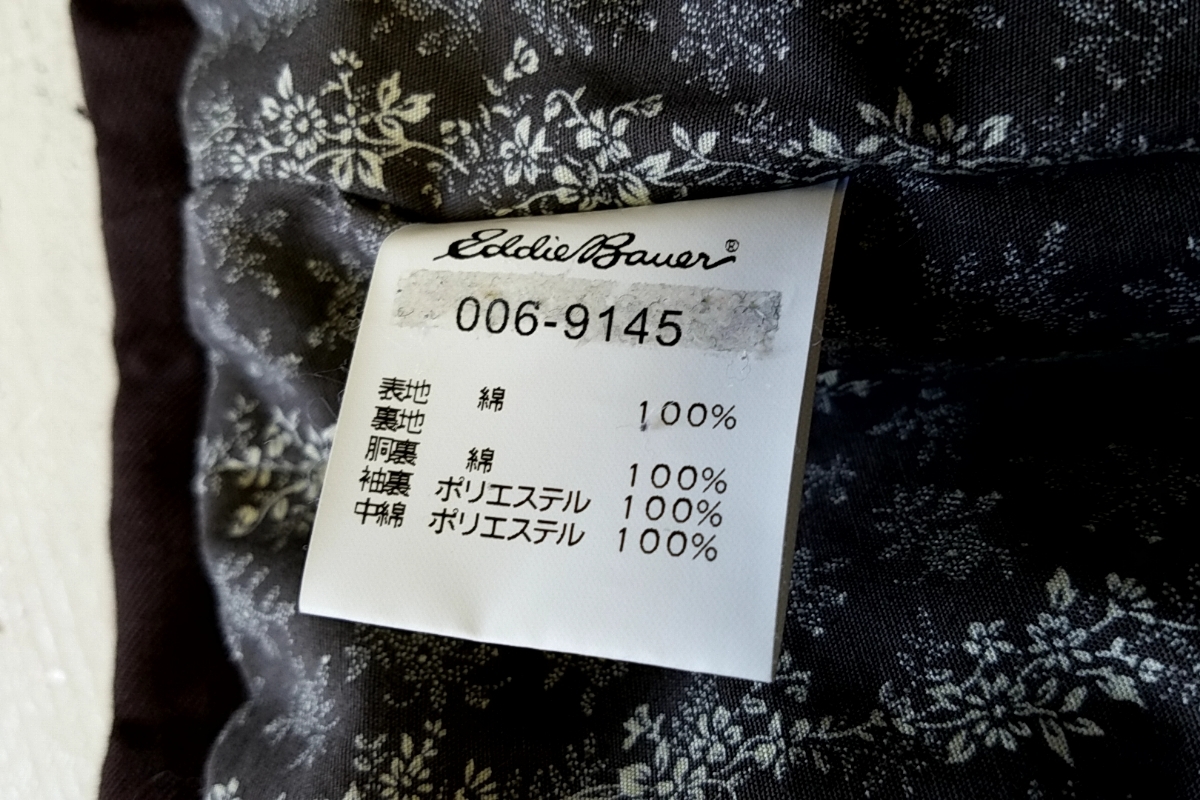 Eddie Bauer®
006-9145
表地 綿 100%
裏地
胴裏 綿 100%
袖裏 ポリエステル 100%
中綿 ポリエステル 100%